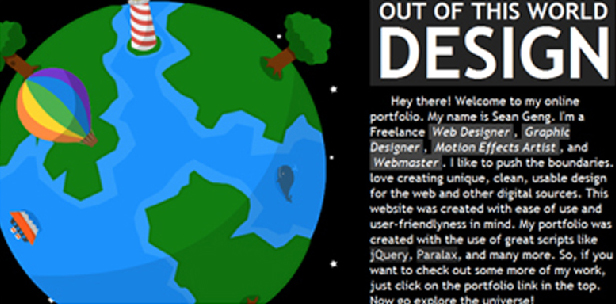 OUT OF THIS WORLD
DESIGN
Hey there! Welcome to my online
portfolio. My name is Sean Geng. I'm a
Freelance Web Designer , Graphic
Designer , Motion Effects Artist , and
Webmaster . I like to push the boundaries.
love creating unique, clean, usable design
for the web and other digital sources. This
website was created with ease of use and
user-friendlyness in mind. My portfolio was
created with the use of great scripts like
jQuery, Paralax, and many more. So, if you
want to check out some more of my work,
just click on the portfolio link in the top.
Now go explore the universe!